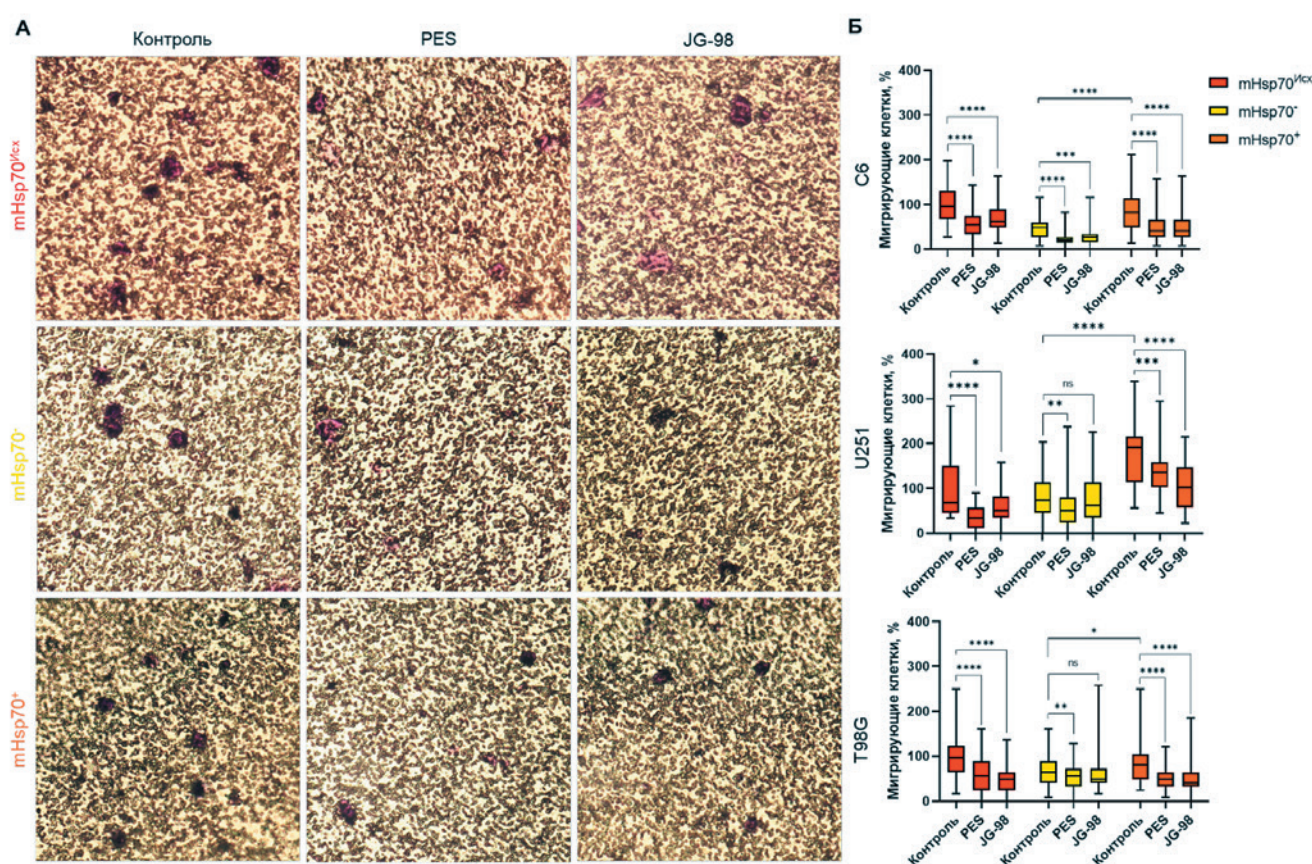 А
Контроль
PES
JG-98
mHsp70Исх
mHsp70-
mHsp70+
Б
mHsp70Исх
mHsp70-
mHsp70+
C6
Мигрирующие клетки, %
400
300
200
100
0
**** **** **** *** **** **** ****
Контроль PES JG-98 Контроль PES JG-98 Контроль PES JG-98
U251
Мигрирующие клетки, %
400
300
200
100
0
* **** **** ns ** **** ***
Контроль PES JG-98 Контроль PES JG-98 Контроль PES JG-98
T98G
Мигрирующие клетки, %
400
300
200
100
0
**** **** * ns ** **** ****
Контроль PES JG-98 Контроль PES JG-98 Контроль PES JG-98